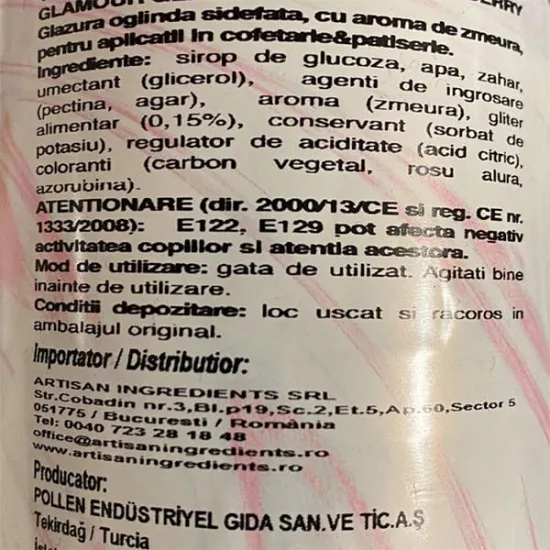 GLAMOUR
Glazura oglinda sidefata, cu aroma de zmeura,
pentru aplicatii in cofetarie&patiserie.
Ingrediente: sirop de glucoza, apa, zahar,
umectant (glicerol), agenti de ingrosare
(pectina, agar), aroma (zmeura), gliter
alimentar (0,15%), conservant (sorbat de
potasiu), regulator de aciditate (acid citric),
coloranti (carbon vegetal, rosu alura,
azorubina).
ATENTIONARE (dir. 2000/13/CE si reg. CE nr.
1333/2008): E122, E129 pot afecta negativ
activitatea copiilor si atentia acestora.
Mod de utilizare: gata de utilizat. Agitati bine
inainte de utilizare.
Conditii depozitare: loc uscat si racoros in
ambalajul original.
Importator / Distributior:
ARTISAN INGREDIENTS SRL
Str.Cobadin nr.3,Bl.p19,Sc.2,Et.5,Ap.60,Sector 5
051775 / Bucuresti / România
Tel: 0040 723 28 18 48
office@artisaningredients.ro
www.artisaningredients.ro
Producator:
POLLEN ENDÜSTRİYEL GIDA SAN.VE TİC.A.Ş
Tekirdağ / Turcia